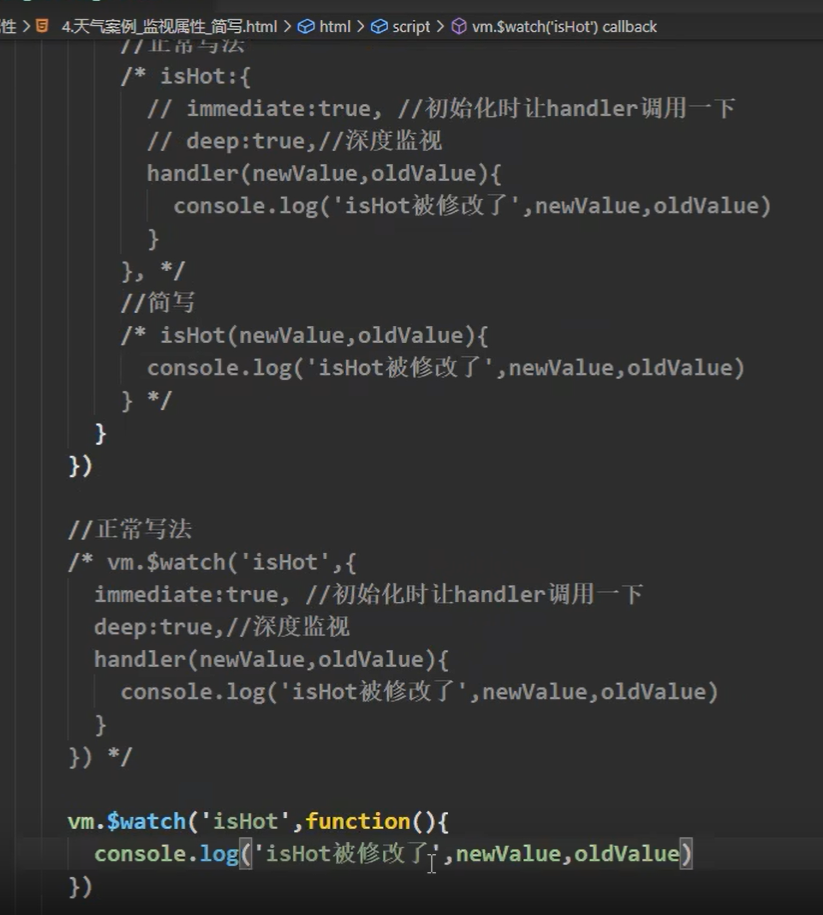 性 > 4.天气案例_监视属性_简写.html > html > script > vm.$watch('isHot') callback
//正常写法
/* isHot:{
// immediate:true, //初始化时让handler调用一下
// deep:true,//深度监视
handler(newValue,oldValue){
console.log('isHot被修改了',newValue,oldValue)
}
}, */
//简写
/* isHot(newValue,oldValue){
console.log('isHot被修改了',newValue,oldValue)
} */
}
})
//正常写法
/* vm.$watch('isHot',{
immediate:true, //初始化时让handler调用一下
deep:true,//深度监视
handler(newValue,oldValue){
console.log('isHot被修改了',newValue,oldValue)
}
}) */
vm.$watch('isHot',function(){
console.log('isHot被修改了',newValue,oldValue)
})